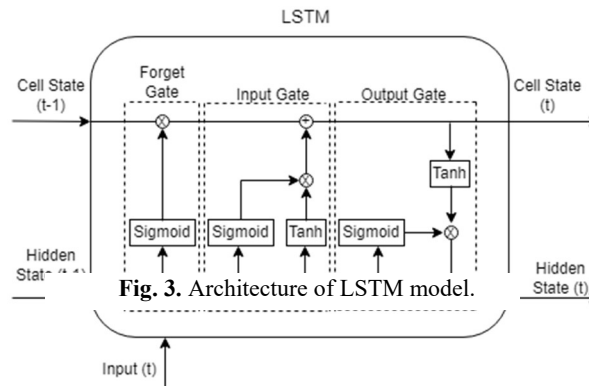 LSTM
Forget
Gate
Input Gate
Output Gate
Cell State
(t-1)
Cell State
(t)
Tanh
Sigmoid
Sigmoid
Tanh
Sigmoid
Hidden
State
Hidden
State (t)
Fig. 3. Architecture of LSTM model.
Input (t)